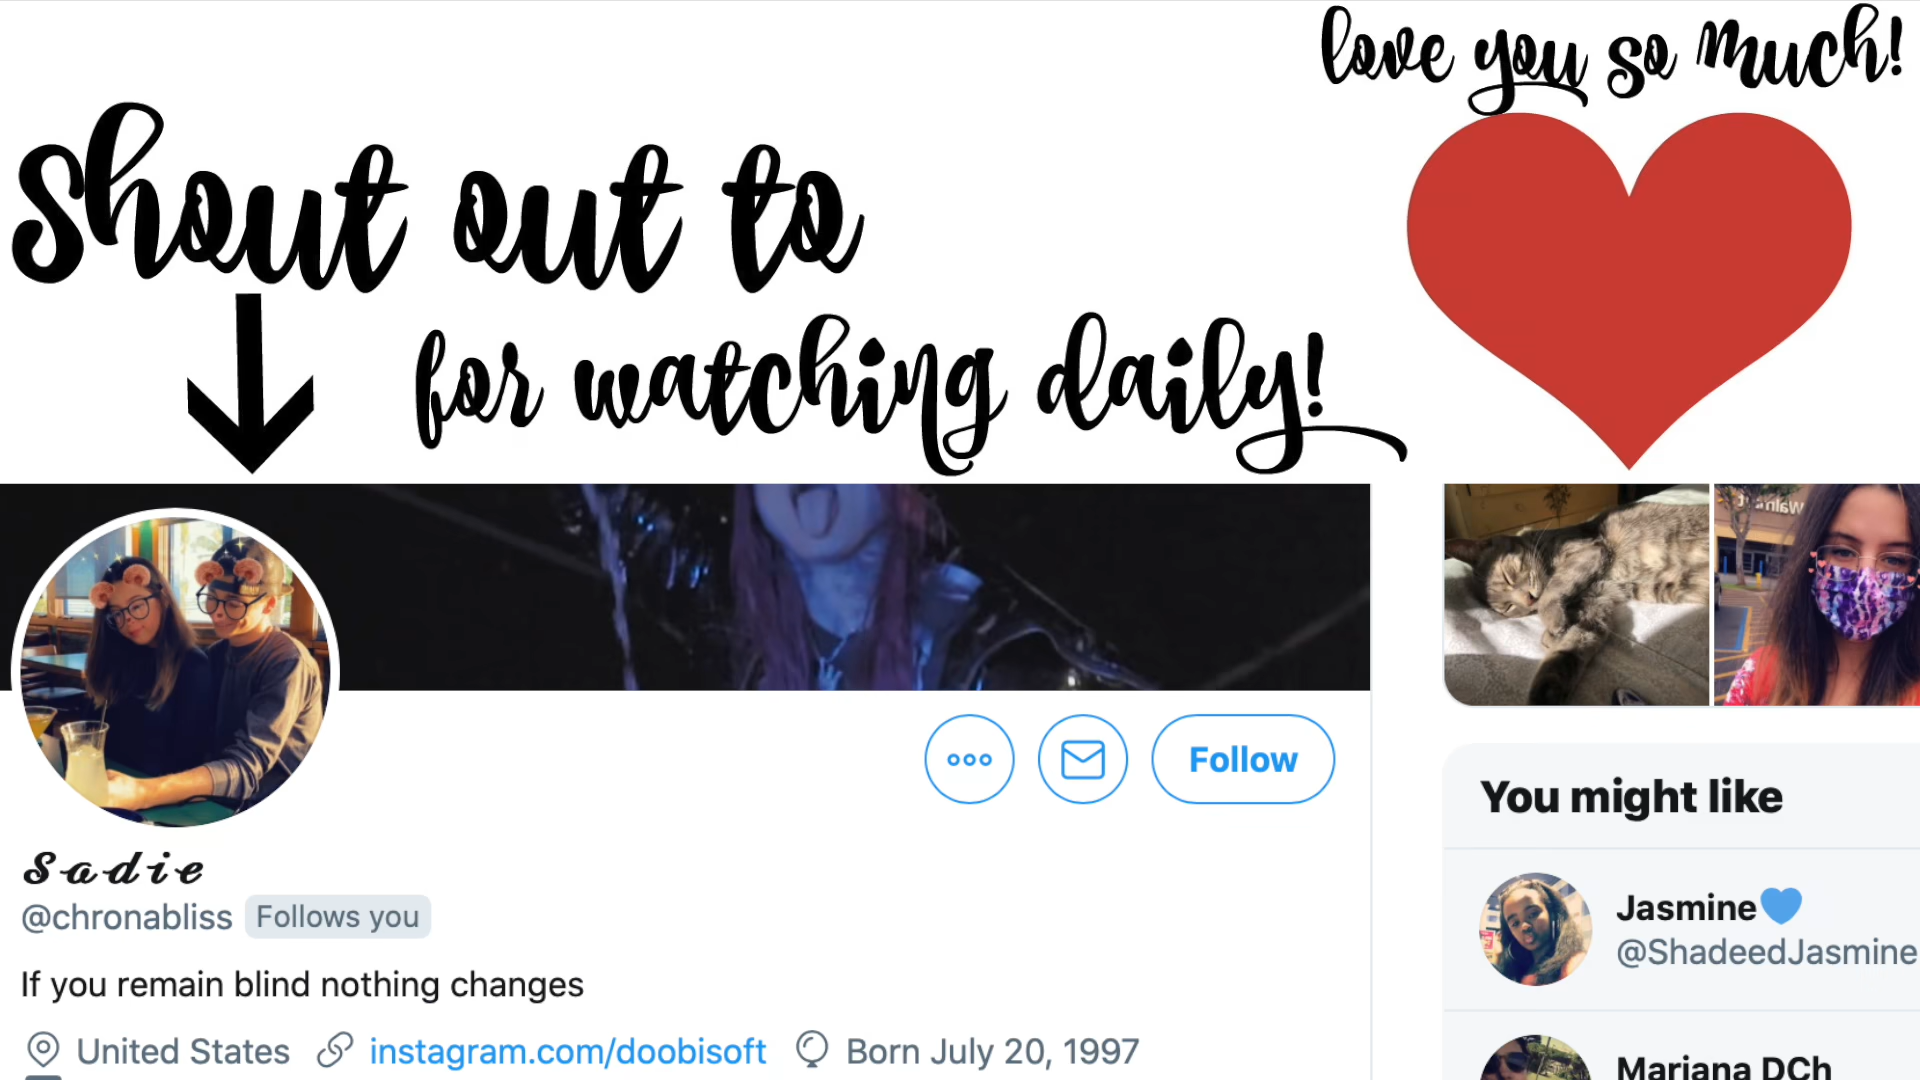 love you so much!
Shout out to
for watching daily!
Walmart
Follow
Sadie
@chronabliss Follows you
If you remain blind nothing changes
United States instagram.com/doobisoft Born July 20, 1997
You might like
Jasmine💙
@ShadeedJasmine
Mariana DCh